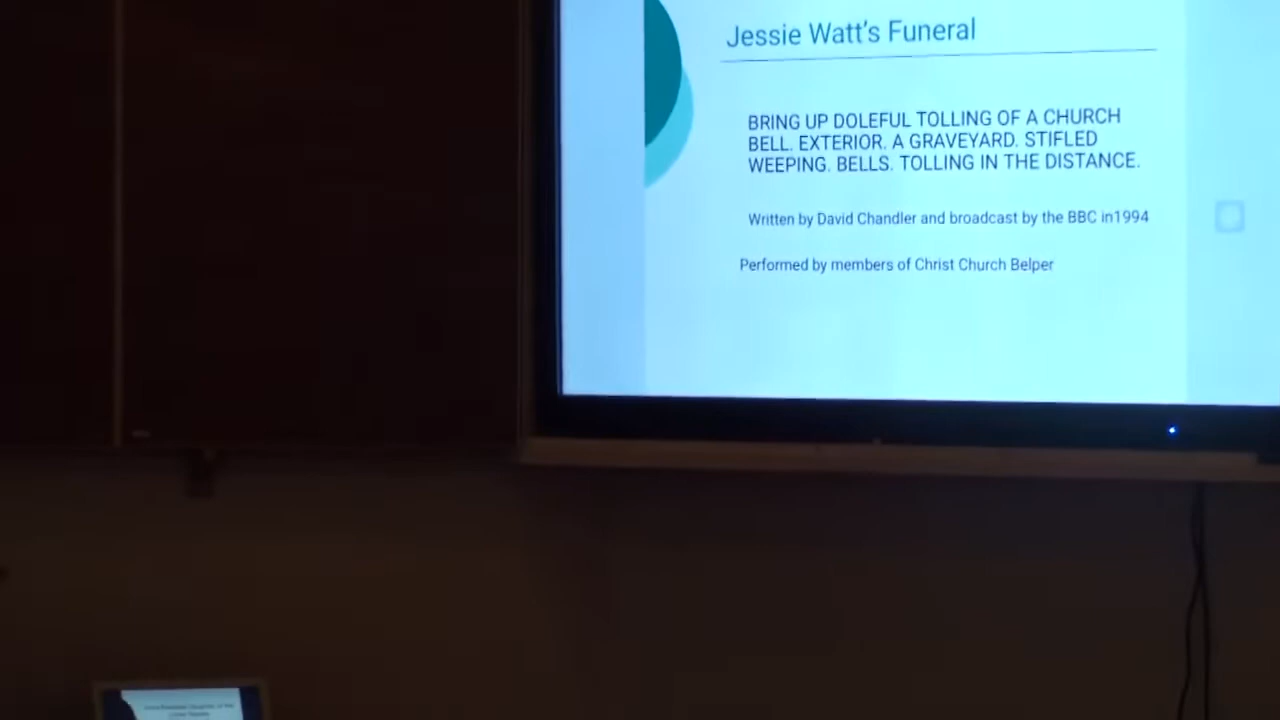 Jessie Watt's Funeral
BRING UP DOLEFUL TOLLING OF A CHURCH
BELL. EXTERIOR. A GRAVEYARD. STIFLED
WEEPING. BELLS. TOLLING IN THE DISTANCE.
Written by David Chandler and broadcast by the BBC in1994
Performed by members of Christ Church Belper